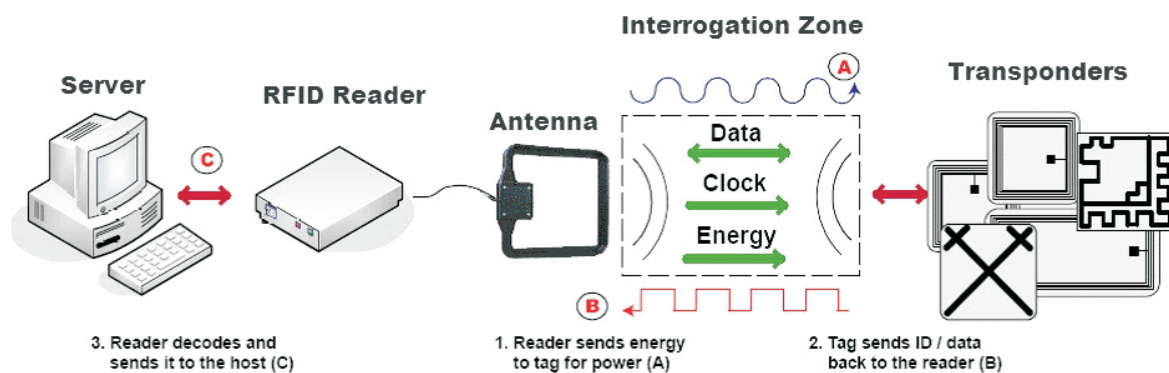 Interrogation Zone
Server
RFID Reader
Antenna
A
Transponders
C
Data
Clock
Energy
B
3. Reader decodes and
sends it to the host (C)
1. Reader sends energy
to tag for power (A)
2. Tag sends ID / data
back to the reader (B)